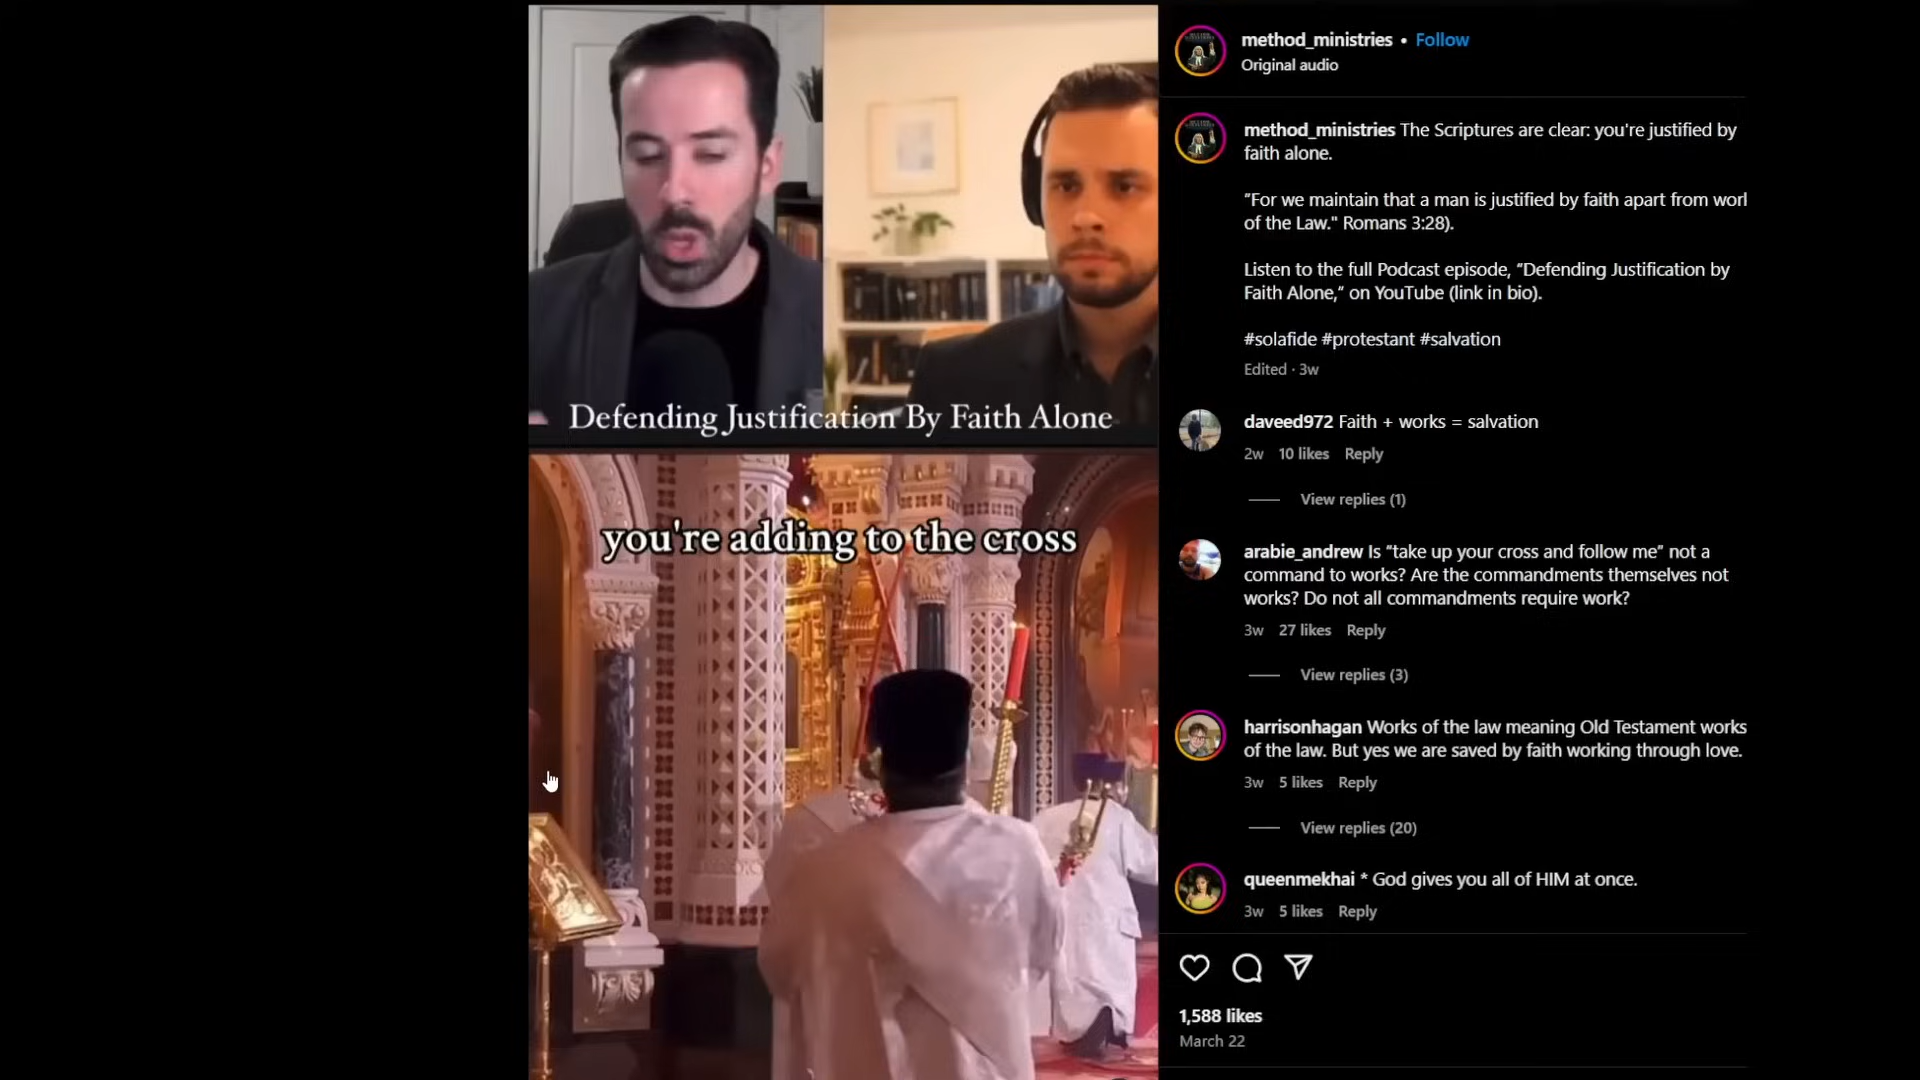 Defending Justification By Faith Alone
you're adding to the cross
method_ministries • Follow
Original audio
method_ministries The Scriptures are clear: you're justified by
faith alone.
“For we maintain that a man is justified by faith apart from worl
of the Law." Romans 3:28).
Listen to the full Podcast episode, “Defending Justification by
Faith Alone,” on YouTube (link in bio).
#solafide #protestant #salvation
Edited · 3w
daveed972 Faith + works = salvation
2w 10 likes Reply
View replies (1)
arabie_andrew Is “take up your cross and follow me” not a
command to works? Are the commandments themselves not
works? Do not all commandments require work?
3w 27 likes Reply
View replies (3)
harrisonhagan Works of the law meaning Old Testament works
of the law. But yes we are saved by faith working through love.
3w 5 likes Reply
View replies (20)
queenmekhai * God gives you all of HIM at once.
3w 5 likes Reply
1,588 likes
March 22